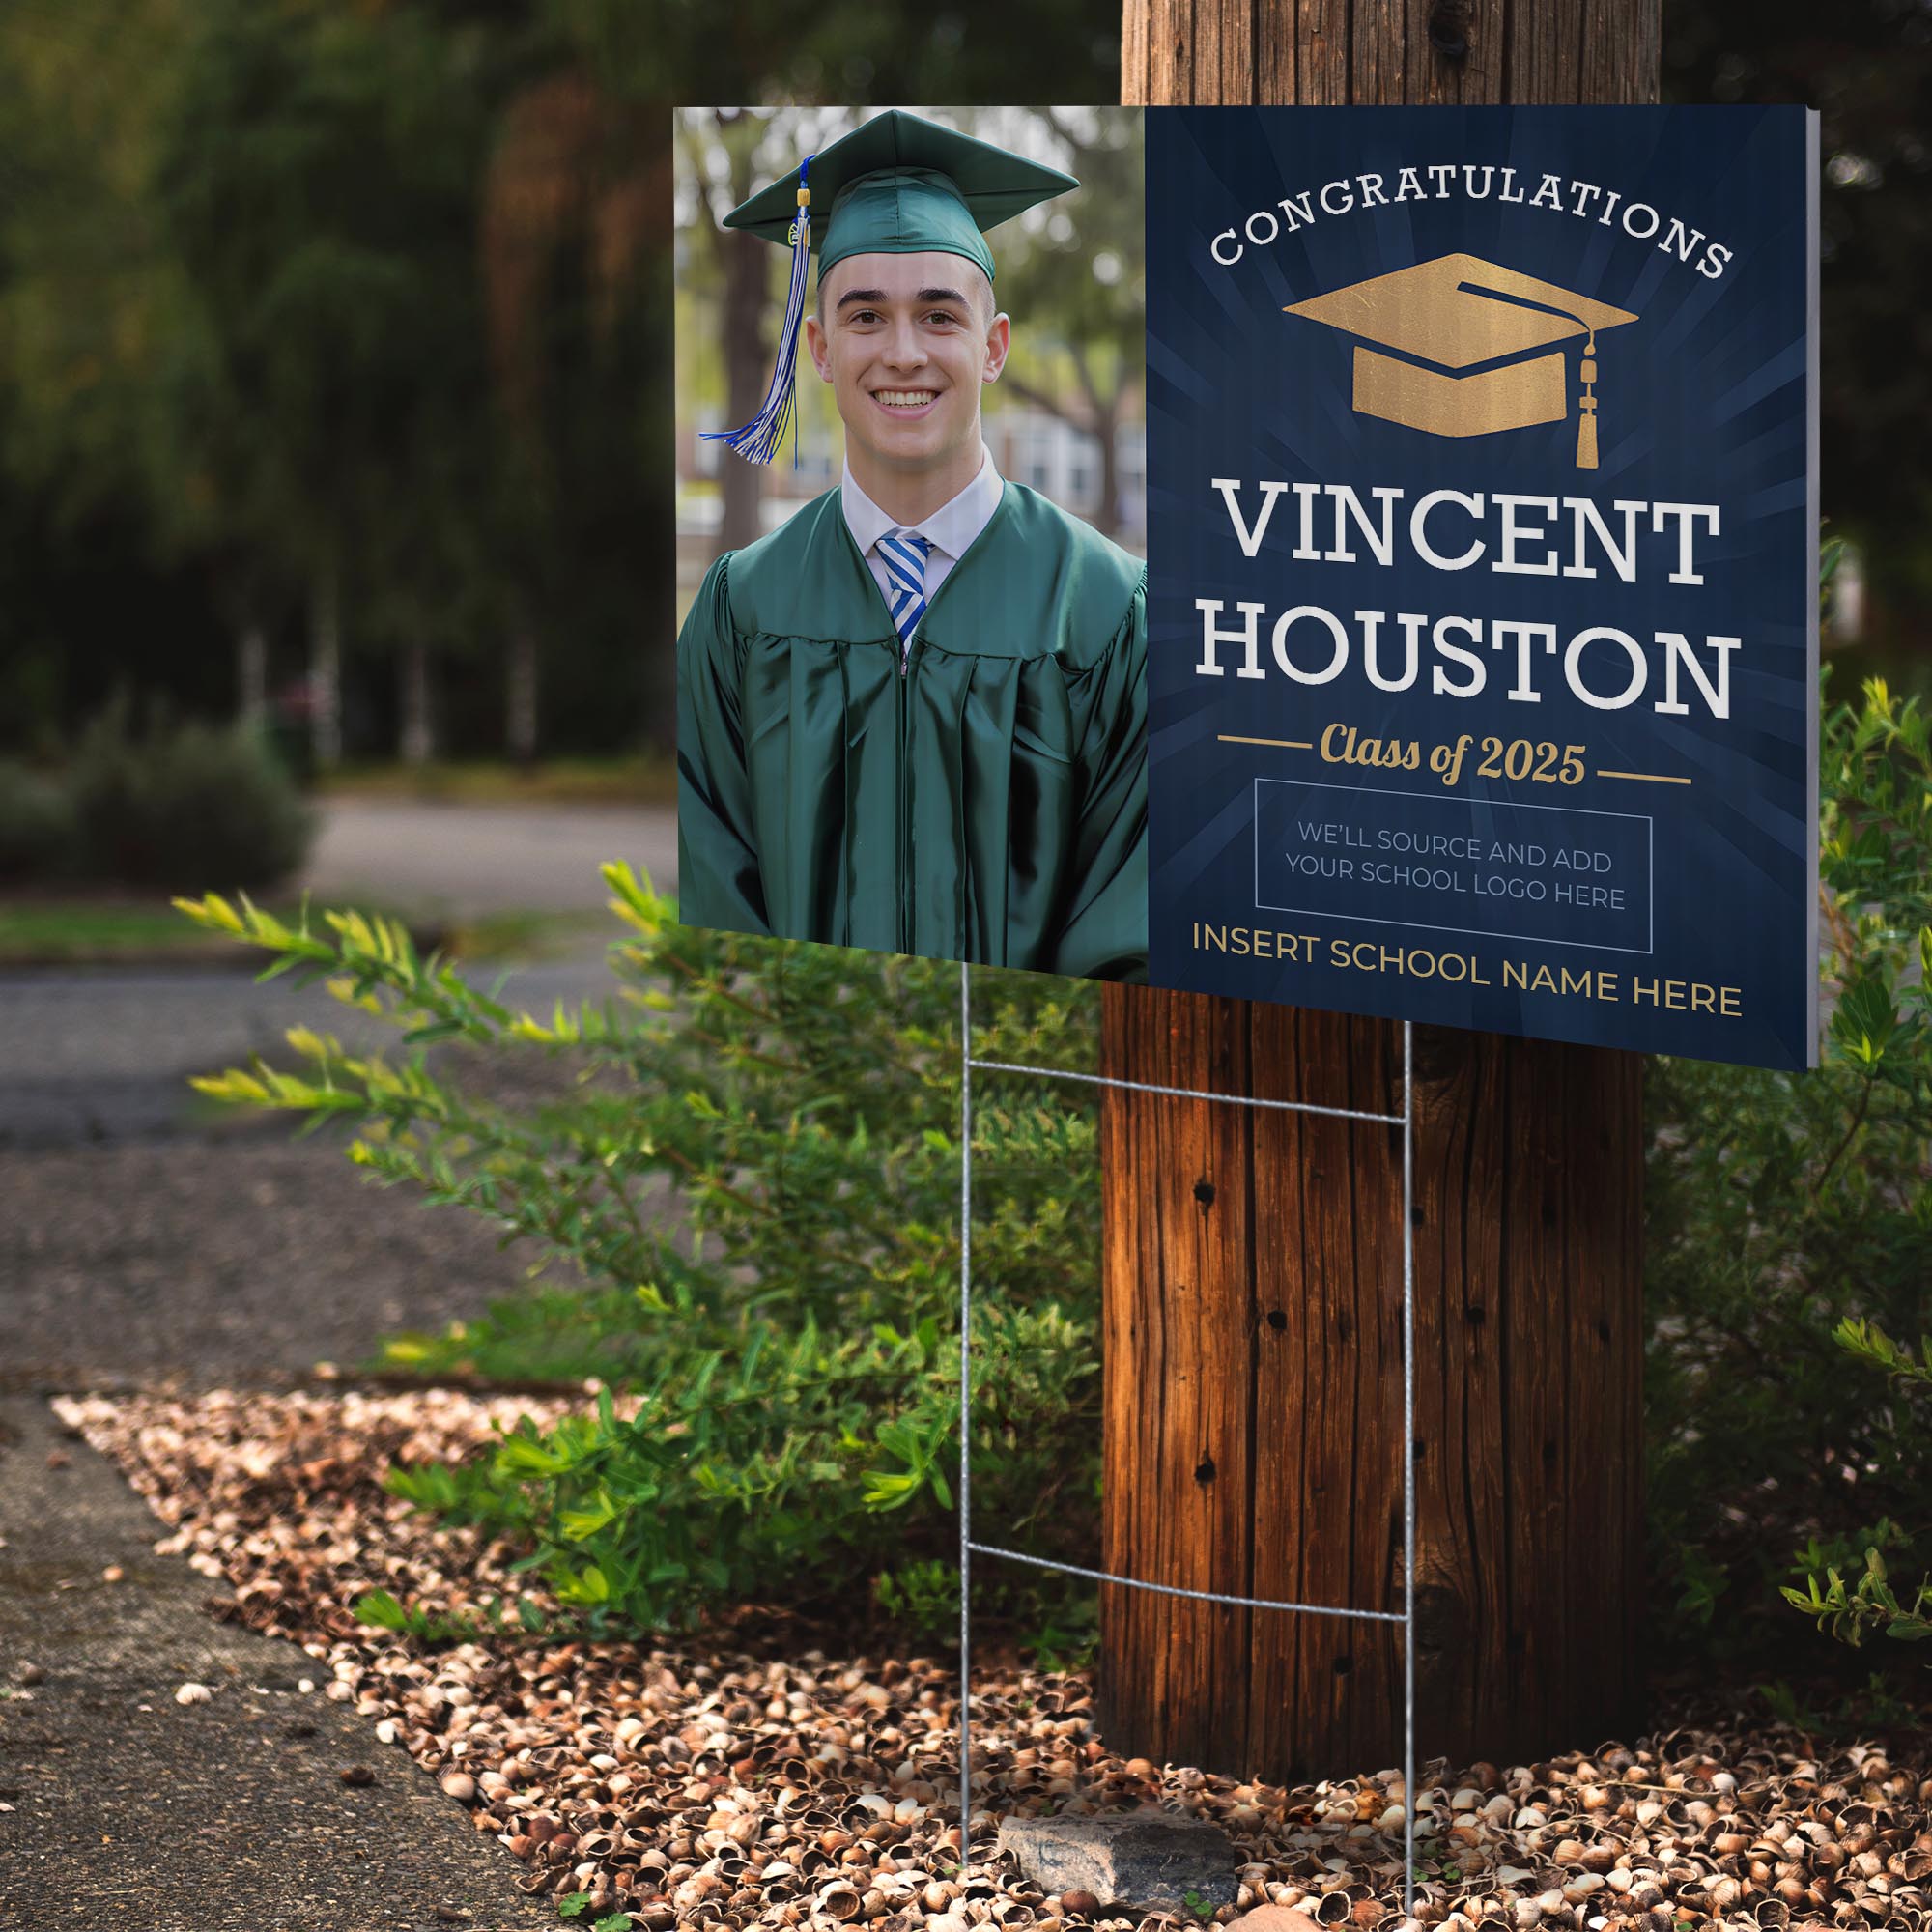 CONGRATULATIONS
VINCENT
HOUSTON
Class of 2025
WE'LL SOURCE AND ADD
YOUR SCHOOL LOGO HERE
INSERT SCHOOL NAME HERE